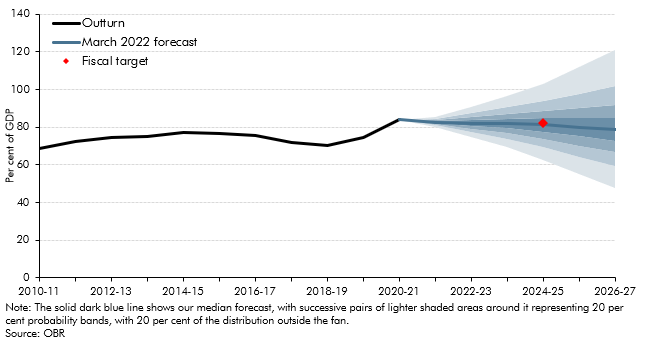 140
120
100
80
60
40
20
0
Per cent of GDP
Outturn
March 2022 forecast
Fiscal target
2010-11 2012-13 2014-15 2016-17 2018-19 2020-21 2022-23 2024-25 2026-27
Note: The solid dark blue line shows our median forecast, with successive pairs of lighter shaded areas around it representing 20 per
cent probability bands, with 20 per cent of the distribution outside the fan.
Source: OBR